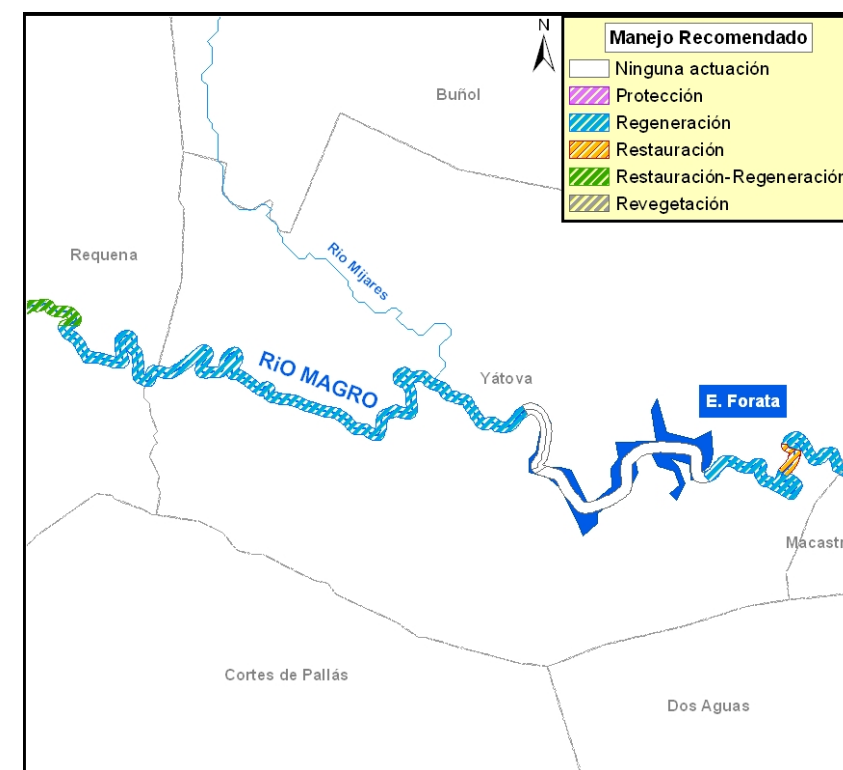 N
Manejo Recomendado
Ninguna actuación
Protección
Regeneración
Restauración
Restauración-Regeneración
Revegetación
Buñol
Requena
Río Mijares
RiO MAGRO
Yátova
E. Forata
Macastr
Cortes de Pallás
Dos Aguas